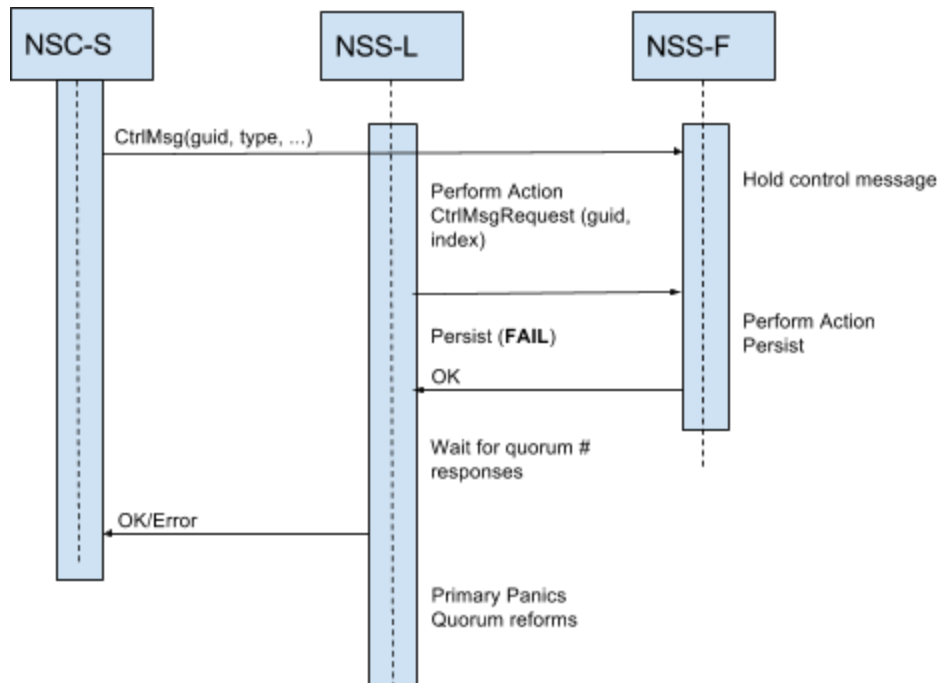 NSC-S
NSS-L
NSS-F
CtrlMsg(guid, type, ...)
Hold control message
Perform Action
CtrlMsgRequest (guid,
index)
Perform Action
Persist
Persist (FAIL)
OK
Wait for quorum #
responses
OK/Error
Primary Panics
Quorum reforms